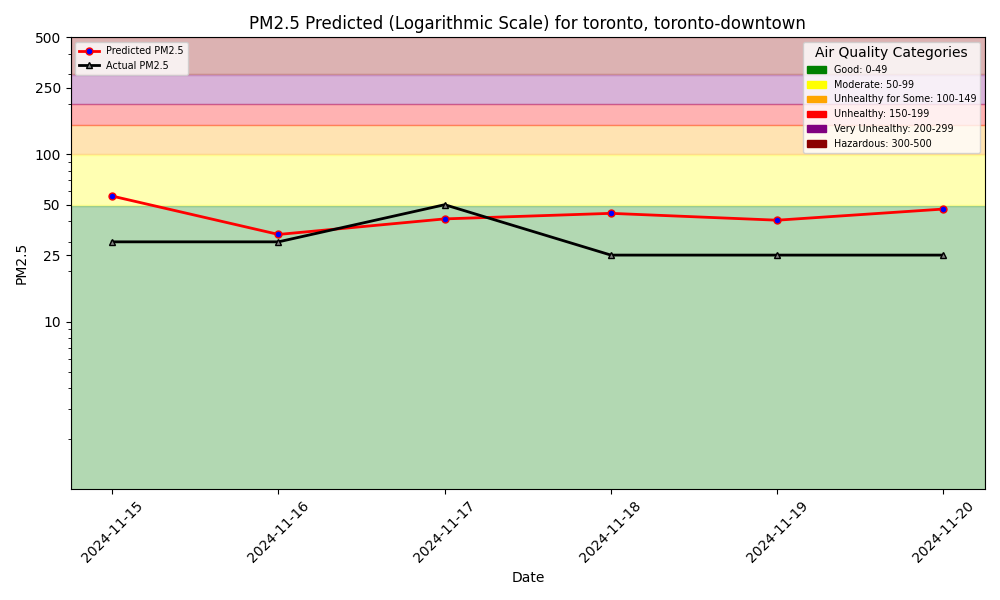 PM2.5 Predicted (Logarithmic Scale) for toronto, toronto-downtown
Predicted PM2.5
Actual PM2.5
Air Quality Categories
Good: 0-49
Moderate: 50-99
Unhealthy for Some: 100-149
Unhealthy: 150-199
Very Unhealthy: 200-299
Hazardous: 300-500
500
250
100
50
25
10
PM2.5
2024-11-15
2024-11-16
2024-11-17
2024-11-18
2024-11-19
2024-11-20
Date